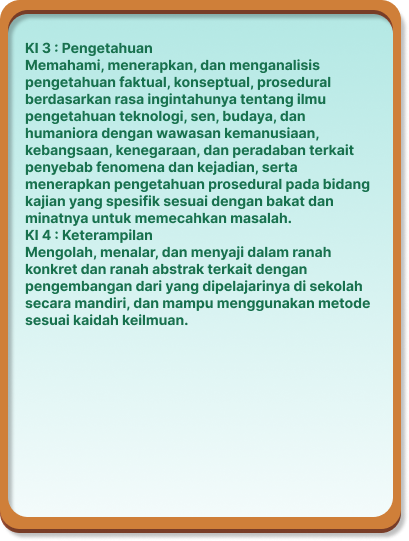 KI 3 : Pengetahuan
Memahami, menerapkan, dan menganalisis
pengetahuan faktual, konseptual, prosedural
berdasarkan rasa ingintahunya tentang ilmu
pengetahuan teknologi, sen, budaya, dan
humaniora dengan wawasan kemanusiaan,
kebangsaan, kenegaraan, dan peradaban terkait
penyebab fenomena dan kejadian, serta
menerapkan pengetahuan prosedural pada bidang
kajian yang spesifik sesuai dengan bakat dan
minatnya untuk memecahkan masalah.
KI 4 : Keterampilan
Mengolah, menalar, dan menyaji dalam ranah
konkret dan ranah abstrak terkait dengan
pengembangan dari yang dipelajarinya di sekolah
secara mandiri, dan mampu menggunakan metode
sesuai kaidah keilmuan.